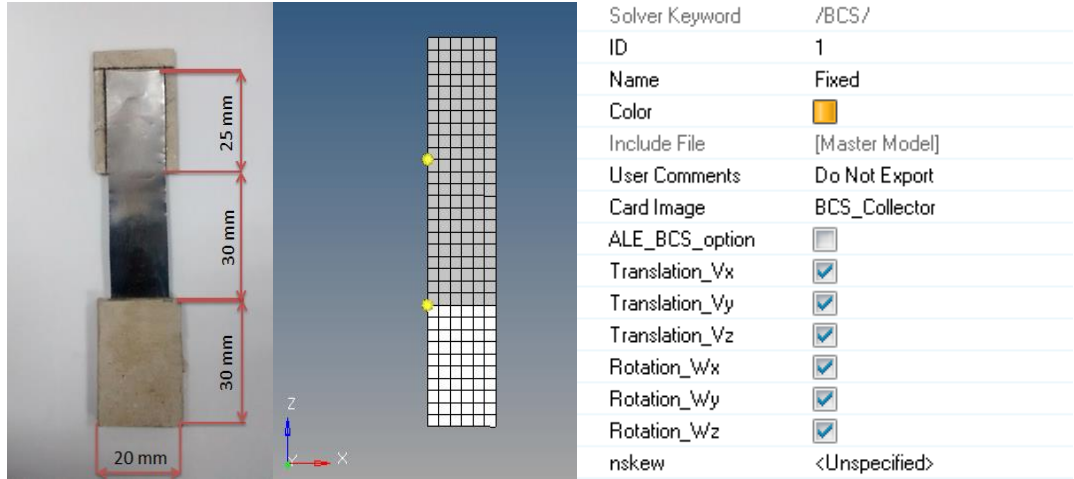 25 mm
30 mm
30 mm
20 mm
Z
Y
X
Solver Keyword /BCS/
ID 1
Name Fixed
Color
Include File [Master Model]
User Comments Do Not Export
Card Image BCS_Collector
ALE_BCS_option
Translation_Vx
Translation_Vy
Translation_Vz
Rotation_Wx
Rotation_Wy
Rotation_Wz
nskew <Unspecified>